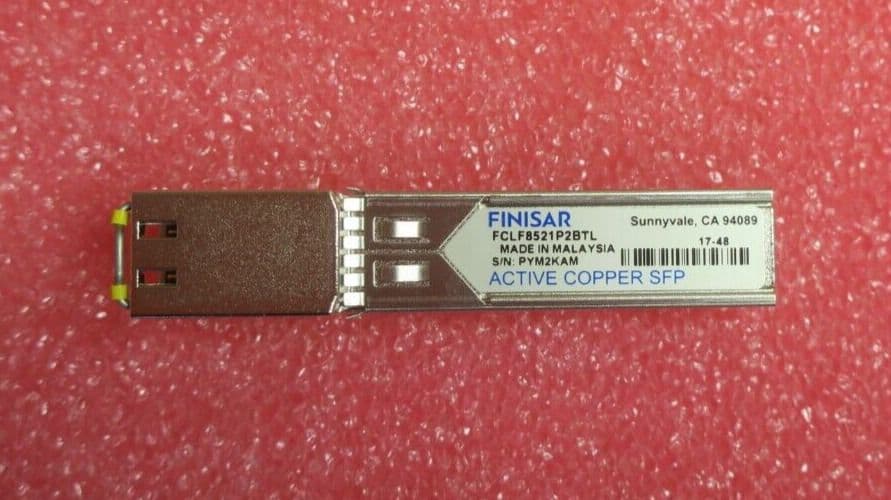 FINISAR
Sunnyvale, CA 94089
FCLF8521P2BTL
17-48
MADE IN MALAYSIA
S/N: PYM2KAM
ACTIVE COPPER SFP